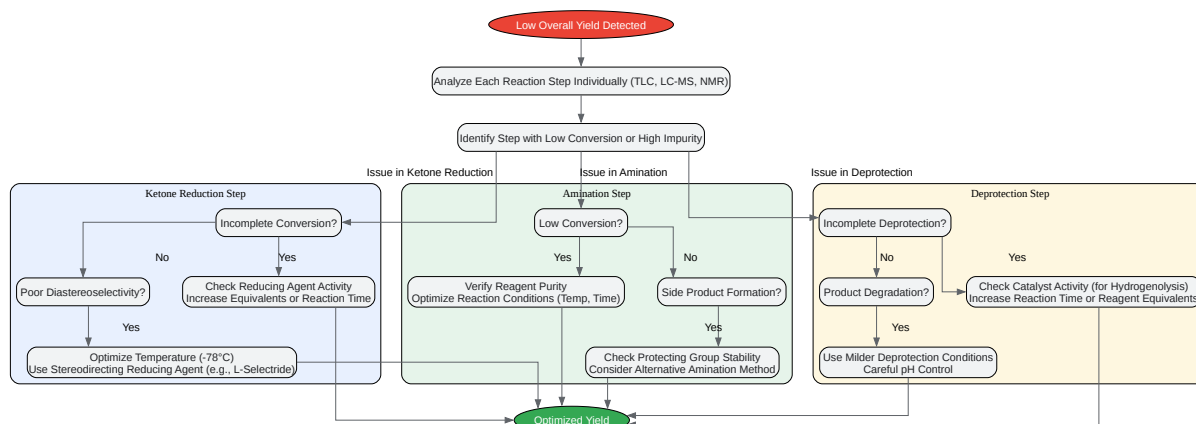 Low Overall Yield Detected
Analyze Each Reaction Step Individually (TLC, LC-MS, NMR)
Identify Step with Low Conversion or High Impurity
Issue in Ketone Reduction
Issue in Amination
Issue in Deprotection
Ketone Reduction Step
Incomplete Conversion?
No
Yes
Poor Diastereoselectivity?
Check Reducing Agent Activity
Increase Equivalents or Reaction Time
Yes
Optimize Temperature (-78°C)
Use Stereodirecting Reducing Agent (e.g., L-Selectride)
Amination Step
Low Conversion?
Yes
No
Verify Reagent Purity
Optimize Reaction Conditions (Temp, Time)
Side Product Formation?
Yes
Check Protecting Group Stability
Consider Alternative Amination Method
Deprotection Step
Incomplete Deprotection?
No
Yes
Product Degradation?
Check Catalyst Activity (for Hydrogenolysis)
Increase Reaction Time or Reagent Equivalents
Yes
Use Milder Deprotection Conditions
Careful pH Control
Optimized Yield